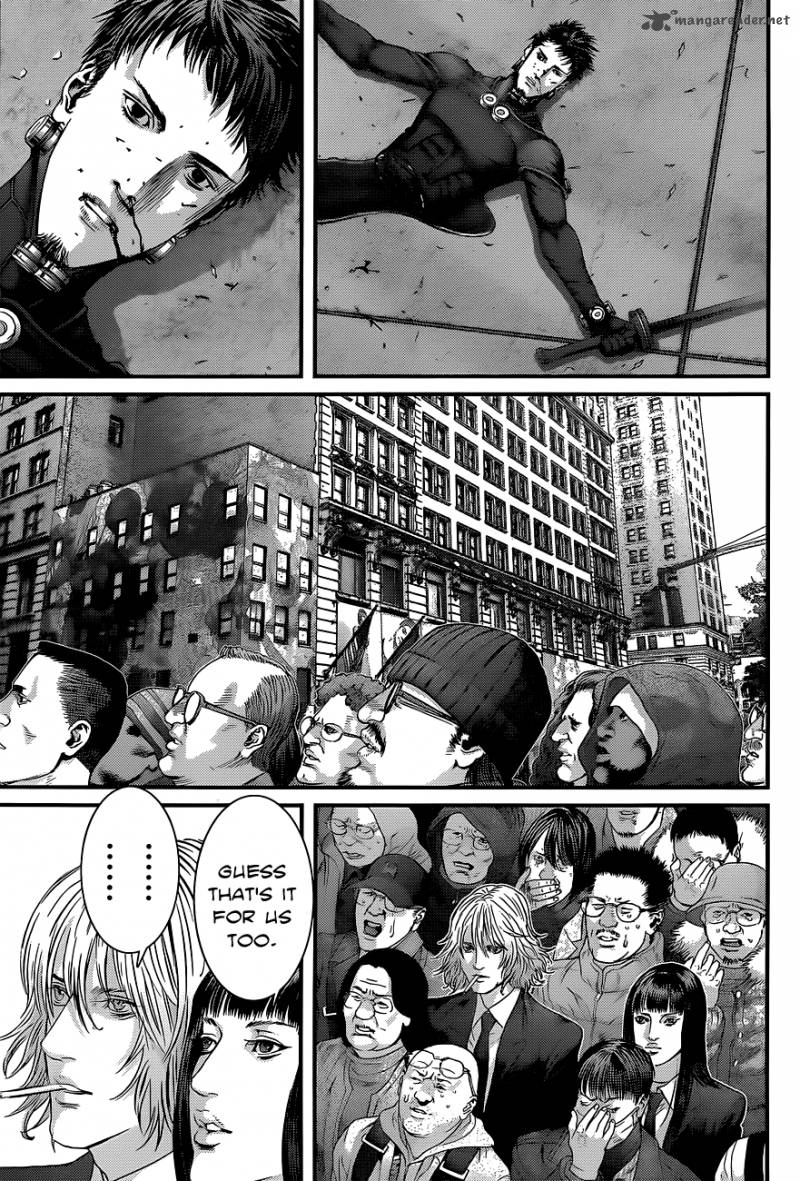 mangareader.net
......
......
GUESS
THAT'S IT
FOR US
TOO.